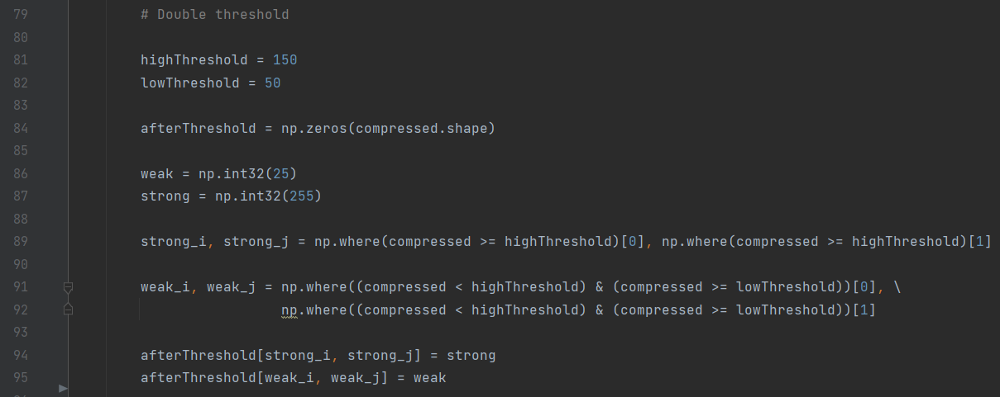 79 # Double threshold
80
81 highThreshold = 150
82 lowThreshold = 50
83
84 afterThreshold = np.zeros(compressed.shape)
85
86 weak = np.int32(25)
87 strong = np.int32(255)
88
89 strong_i, strong_j = np.where(compressed >= highThreshold)[0], np.where(compressed >= highThreshold)[1]
90
91 weak_i, weak_j = np.where((compressed < highThreshold) & (compressed >= lowThreshold))[0], \
92 np.where((compressed < highThreshold) & (compressed >= lowThreshold))[1]
93
94 afterThreshold[strong_i, strong_j] = strong
95 afterThreshold[weak_i, weak_j] = weak